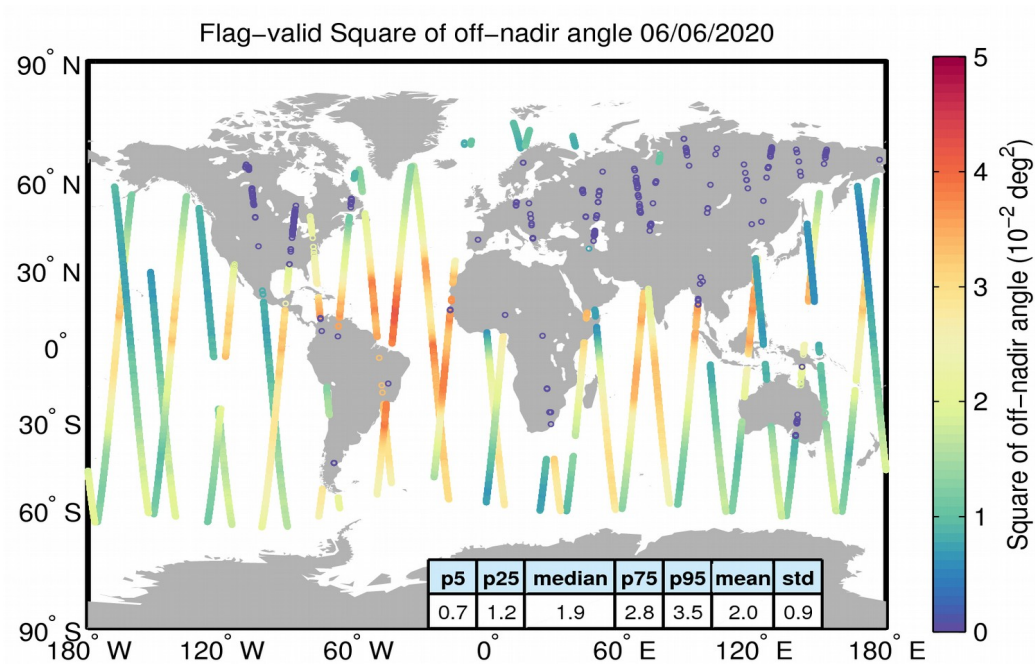 Flag−valid Square of off−nadir angle 06/06/2020
90° N
60° N
30° N
0°
30° S
60° S
90° S
180° W
120° W
60° W
0°
60° E
120° E
180° E
5
4
3
2
1
0
Square of off−nadir angle (10⁻² deg²)
p5 p25 median p75 p95 mean std
0.7 1.2 1.9 2.8 3.5 2.0 0.9